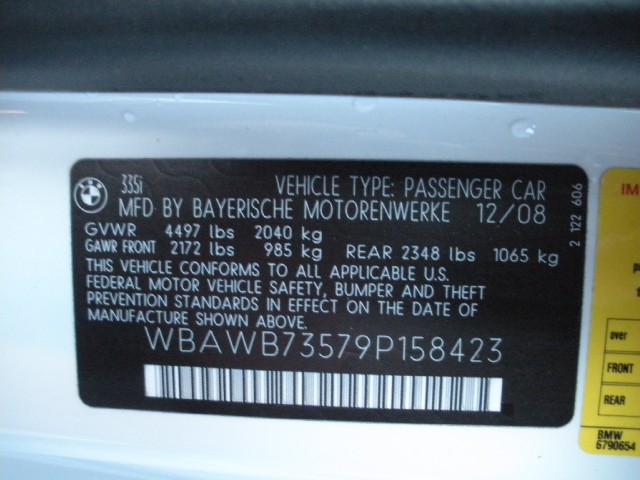 BMW 335i VEHICLE TYPE: PASSENGER CAR
MFD BY BAYERISCHE MOTORENWERKE 12/08
GVWR 4497 lbs 2040 kg
GAWR FRONT 2172 lbs 985 kg REAR 2348 lbs 1065 kg
THIS VEHICLE CONFORMS TO ALL APPLICABLE U.S.
FEDERAL MOTOR VEHICLE SAFETY, BUMPER AND THEFT
PREVENTION STANDARDS IN EFFECT ON THE DATE OF
MANUFACTURE SHOWN ABOVE.
WBAWB73579P158423
2 122 606
IM
over
FRONT
REAR
BMW
6790654